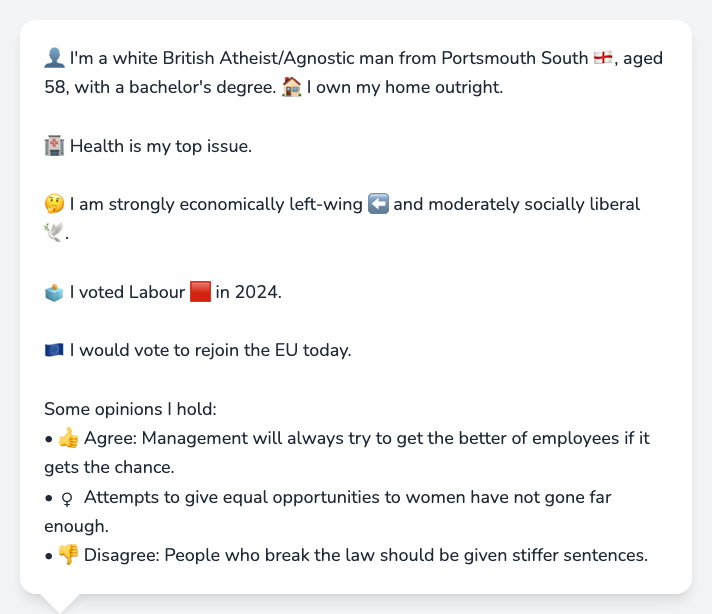 👤 I'm a white British Atheist/Agnostic man from Portsmouth South 🏴󠁧󠁢󠁥󠁮󠁧󠁿, aged
58, with a bachelor's degree. 🏠 I own my home outright.
🏥 Health is my top issue.
🤔 I am strongly economically left-wing ⬅️ and moderately socially liberal
🕊️.
🗳️ I voted Labour 🟥 in 2024.
🇪🇺 I would vote to rejoin the EU today.
Some opinions I hold:
• 👍 Agree: Management will always try to get the better of employees if it
gets the chance.
• ♀ Attempts to give equal opportunities to women have not gone far
enough.
• 👎 Disagree: People who break the law should be given stiffer sentences.